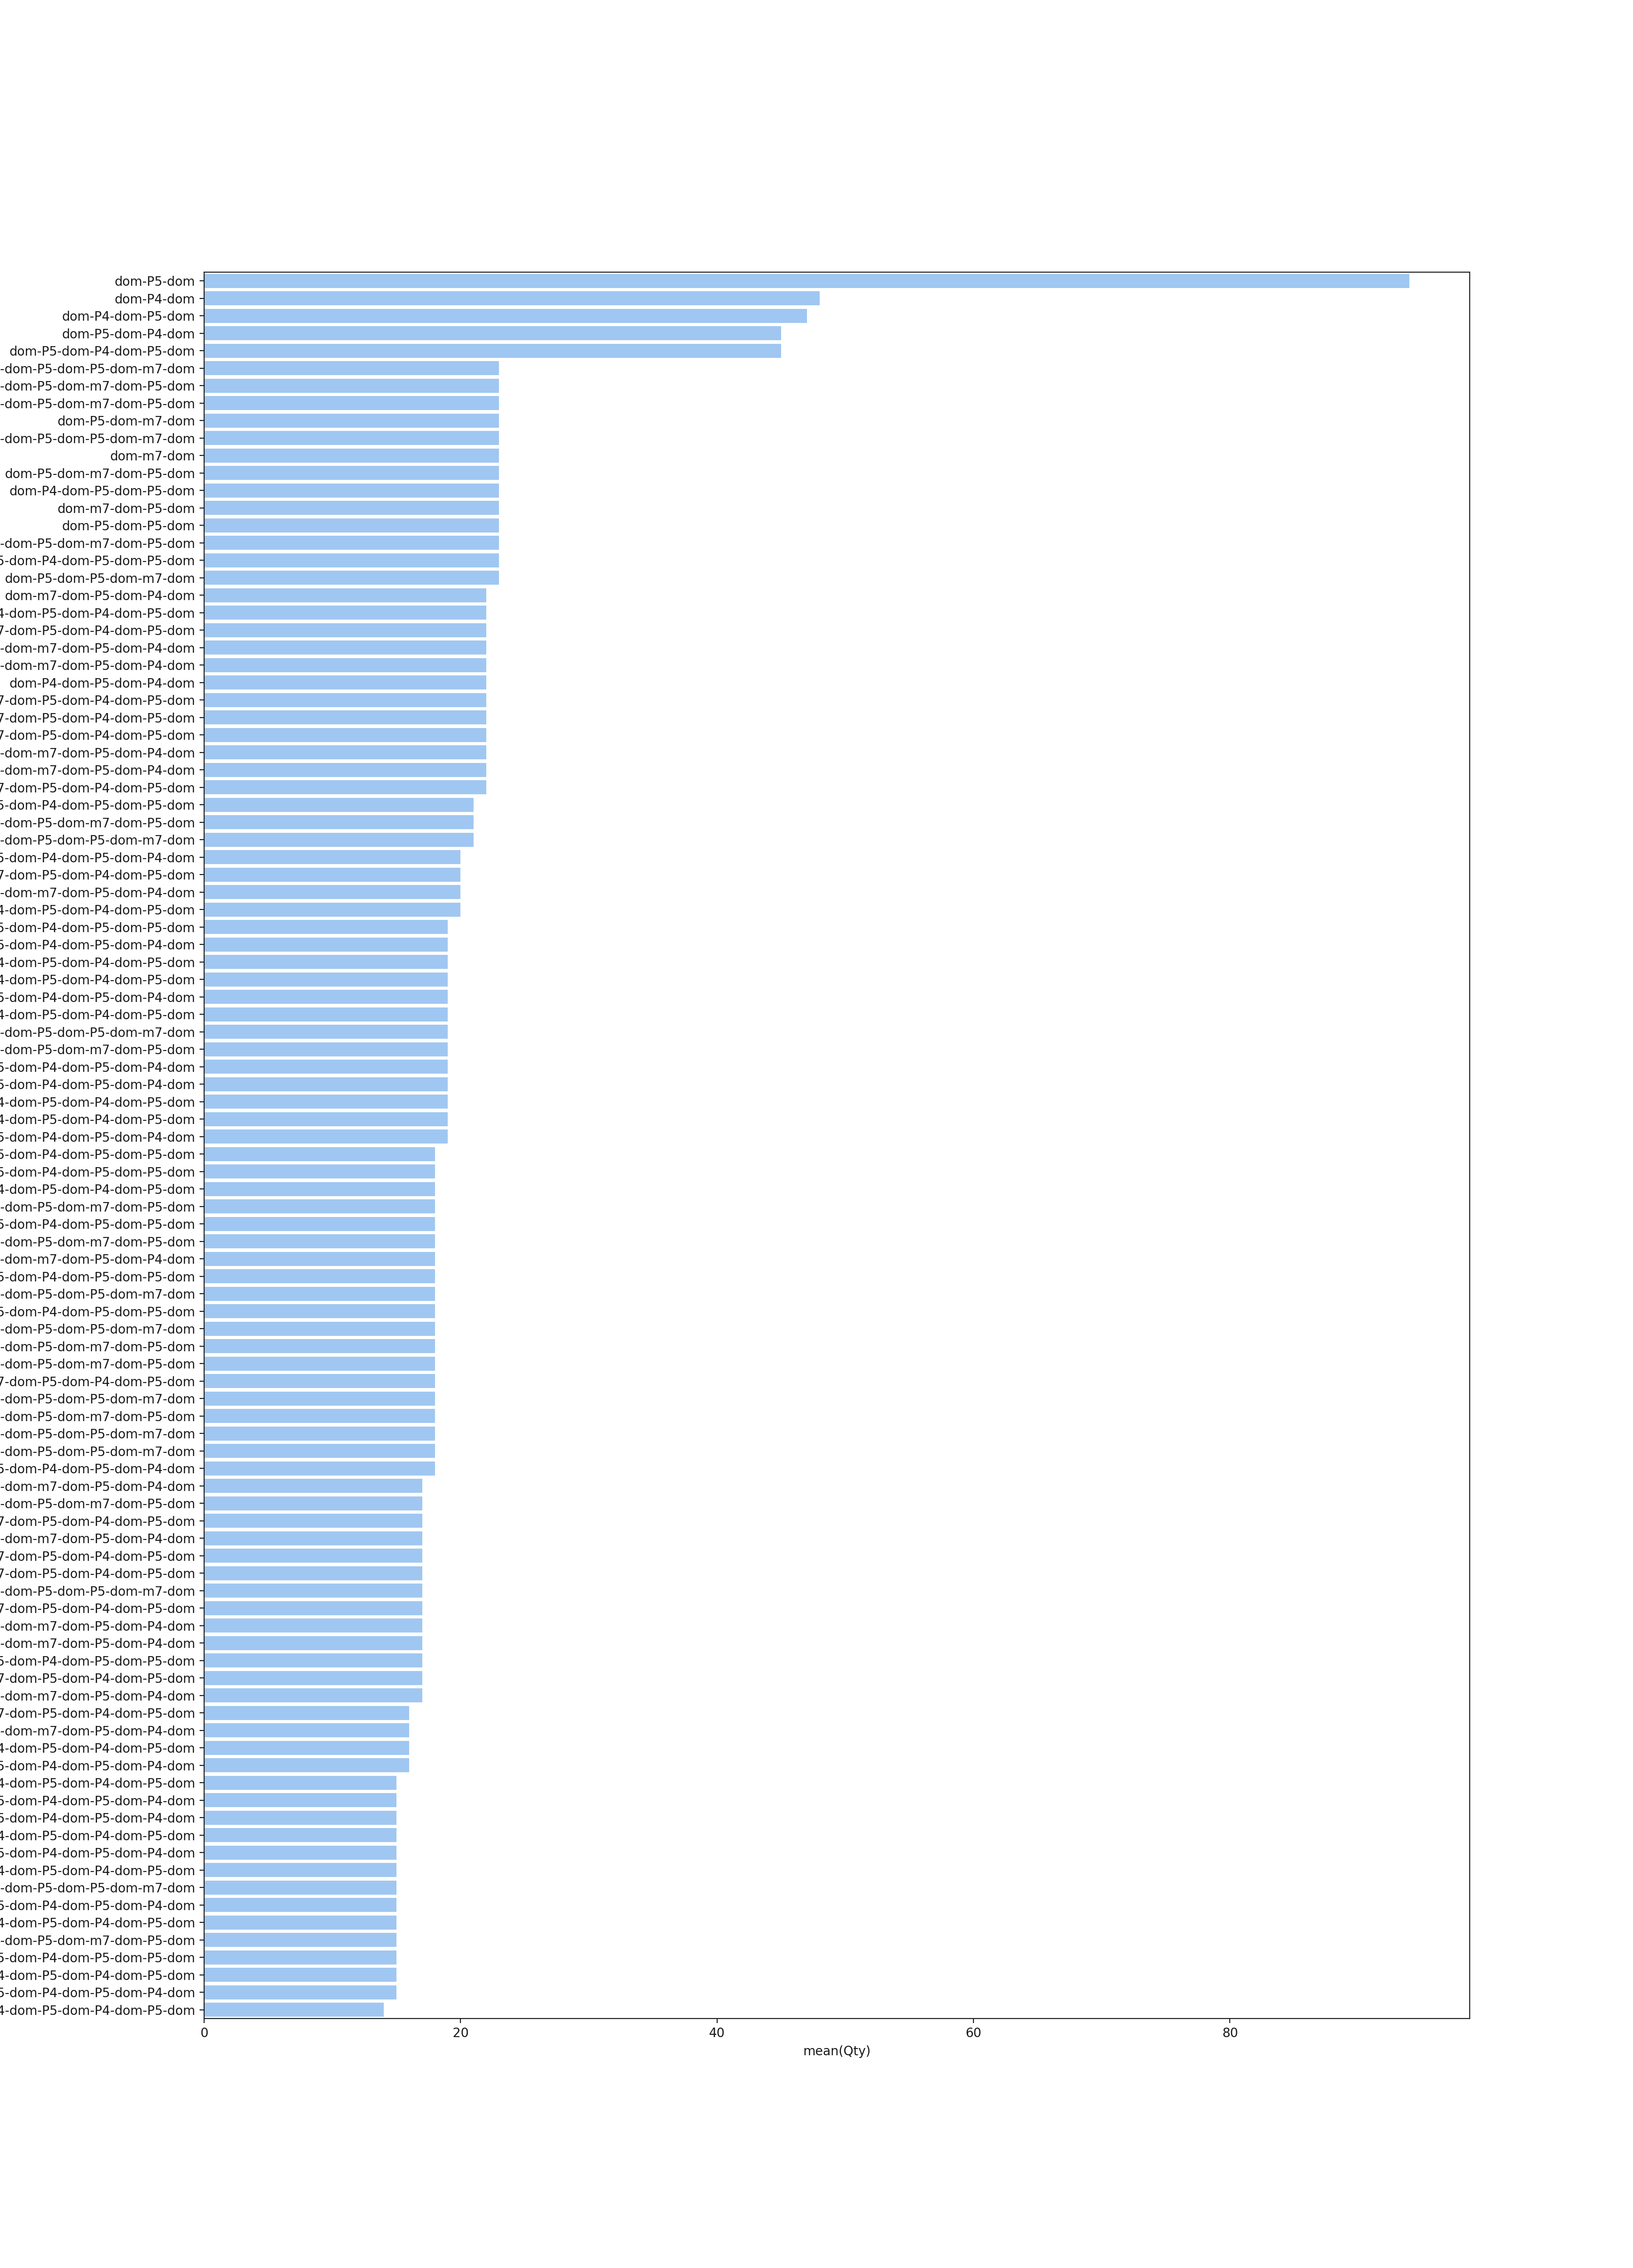 dom-P5-dom
dom-P4-dom
dom-P4-dom-P5-dom
dom-P5-dom-P4-dom
dom-P5-dom-P4-dom-P5-dom
-dom-P5-dom-P5-dom-m7-dom
-dom-P5-dom-m7-dom-P5-dom
-dom-P5-dom-m7-dom-P5-dom
dom-P5-dom-m7-dom
-dom-P5-dom-P5-dom-m7-dom
dom-m7-dom
dom-P5-dom-m7-dom-P5-dom
dom-P4-dom-P5-dom-P5-dom
dom-m7-dom-P5-dom
dom-P5-dom-P5-dom
-dom-P5-dom-m7-dom-P5-dom
5-dom-P4-dom-P5-dom-P5-dom
dom-P5-dom-P5-dom-m7-dom
dom-m7-dom-P5-dom-P4-dom
4-dom-P5-dom-P4-dom-P5-dom
7-dom-P5-dom-P4-dom-P5-dom
-dom-m7-dom-P5-dom-P4-dom
-dom-m7-dom-P5-dom-P4-dom
dom-P4-dom-P5-dom-P4-dom
7-dom-P5-dom-P4-dom-P5-dom
7-dom-P5-dom-P4-dom-P5-dom
7-dom-P5-dom-P4-dom-P5-dom
-dom-m7-dom-P5-dom-P4-dom
-dom-m7-dom-P5-dom-P4-dom
7-dom-P5-dom-P4-dom-P5-dom
5-dom-P4-dom-P5-dom-P5-dom
-dom-P5-dom-m7-dom-P5-dom
-dom-P5-dom-P5-dom-m7-dom
5-dom-P4-dom-P5-dom-P4-dom
7-dom-P5-dom-P4-dom-P5-dom
-dom-m7-dom-P5-dom-P4-dom
4-dom-P5-dom-P4-dom-P5-dom
5-dom-P4-dom-P5-dom-P5-dom
5-dom-P4-dom-P5-dom-P4-dom
4-dom-P5-dom-P4-dom-P5-dom
4-dom-P5-dom-P4-dom-P5-dom
5-dom-P4-dom-P5-dom-P4-dom
4-dom-P5-dom-P4-dom-P5-dom
-dom-P5-dom-P5-dom-m7-dom
-dom-P5-dom-m7-dom-P5-dom
5-dom-P4-dom-P5-dom-P4-dom
5-dom-P4-dom-P5-dom-P4-dom
4-dom-P5-dom-P4-dom-P5-dom
4-dom-P5-dom-P4-dom-P5-dom
5-dom-P4-dom-P5-dom-P4-dom
5-dom-P4-dom-P5-dom-P5-dom
5-dom-P4-dom-P5-dom-P5-dom
4-dom-P5-dom-P4-dom-P5-dom
-dom-P5-dom-m7-dom-P5-dom
5-dom-P4-dom-P5-dom-P5-dom
-dom-P5-dom-m7-dom-P5-dom
-dom-m7-dom-P5-dom-P4-dom
5-dom-P4-dom-P5-dom-P5-dom
-dom-P5-dom-P5-dom-m7-dom
5-dom-P4-dom-P5-dom-P5-dom
-dom-P5-dom-P5-dom-m7-dom
-dom-P5-dom-m7-dom-P5-dom
-dom-P5-dom-m7-dom-P5-dom
7-dom-P5-dom-P4-dom-P5-dom
-dom-P5-dom-P5-dom-m7-dom
-dom-P5-dom-m7-dom-P5-dom
-dom-P5-dom-P5-dom-m7-dom
-dom-P5-dom-P5-dom-m7-dom
5-dom-P4-dom-P5-dom-P4-dom
-dom-m7-dom-P5-dom-P4-dom
-dom-P5-dom-m7-dom-P5-dom
7-dom-P5-dom-P4-dom-P5-dom
-dom-m7-dom-P5-dom-P4-dom
7-dom-P5-dom-P4-dom-P5-dom
7-dom-P5-dom-P4-dom-P5-dom
-dom-P5-dom-P5-dom-m7-dom
7-dom-P5-dom-P4-dom-P5-dom
-dom-m7-dom-P5-dom-P4-dom
-dom-m7-dom-P5-dom-P4-dom
5-dom-P4-dom-P5-dom-P5-dom
7-dom-P5-dom-P4-dom-P5-dom
-dom-m7-dom-P5-dom-P4-dom
7-dom-P5-dom-P4-dom-P5-dom
-dom-m7-dom-P5-dom-P4-dom
4-dom-P5-dom-P4-dom-P5-dom
5-dom-P4-dom-P5-dom-P4-dom
4-dom-P5-dom-P4-dom-P5-dom
5-dom-P4-dom-P5-dom-P4-dom
5-dom-P4-dom-P5-dom-P4-dom
4-dom-P5-dom-P4-dom-P5-dom
5-dom-P4-dom-P5-dom-P4-dom
4-dom-P5-dom-P4-dom-P5-dom
-dom-P5-dom-P5-dom-m7-dom
5-dom-P4-dom-P5-dom-P4-dom
4-dom-P5-dom-P4-dom-P5-dom
-dom-P5-dom-m7-dom-P5-dom
5-dom-P4-dom-P5-dom-P5-dom
4-dom-P5-dom-P4-dom-P5-dom
5-dom-P4-dom-P5-dom-P4-dom
4-dom-P5-dom-P4-dom-P5-dom
0 20 40 60 80
mean(Qty)